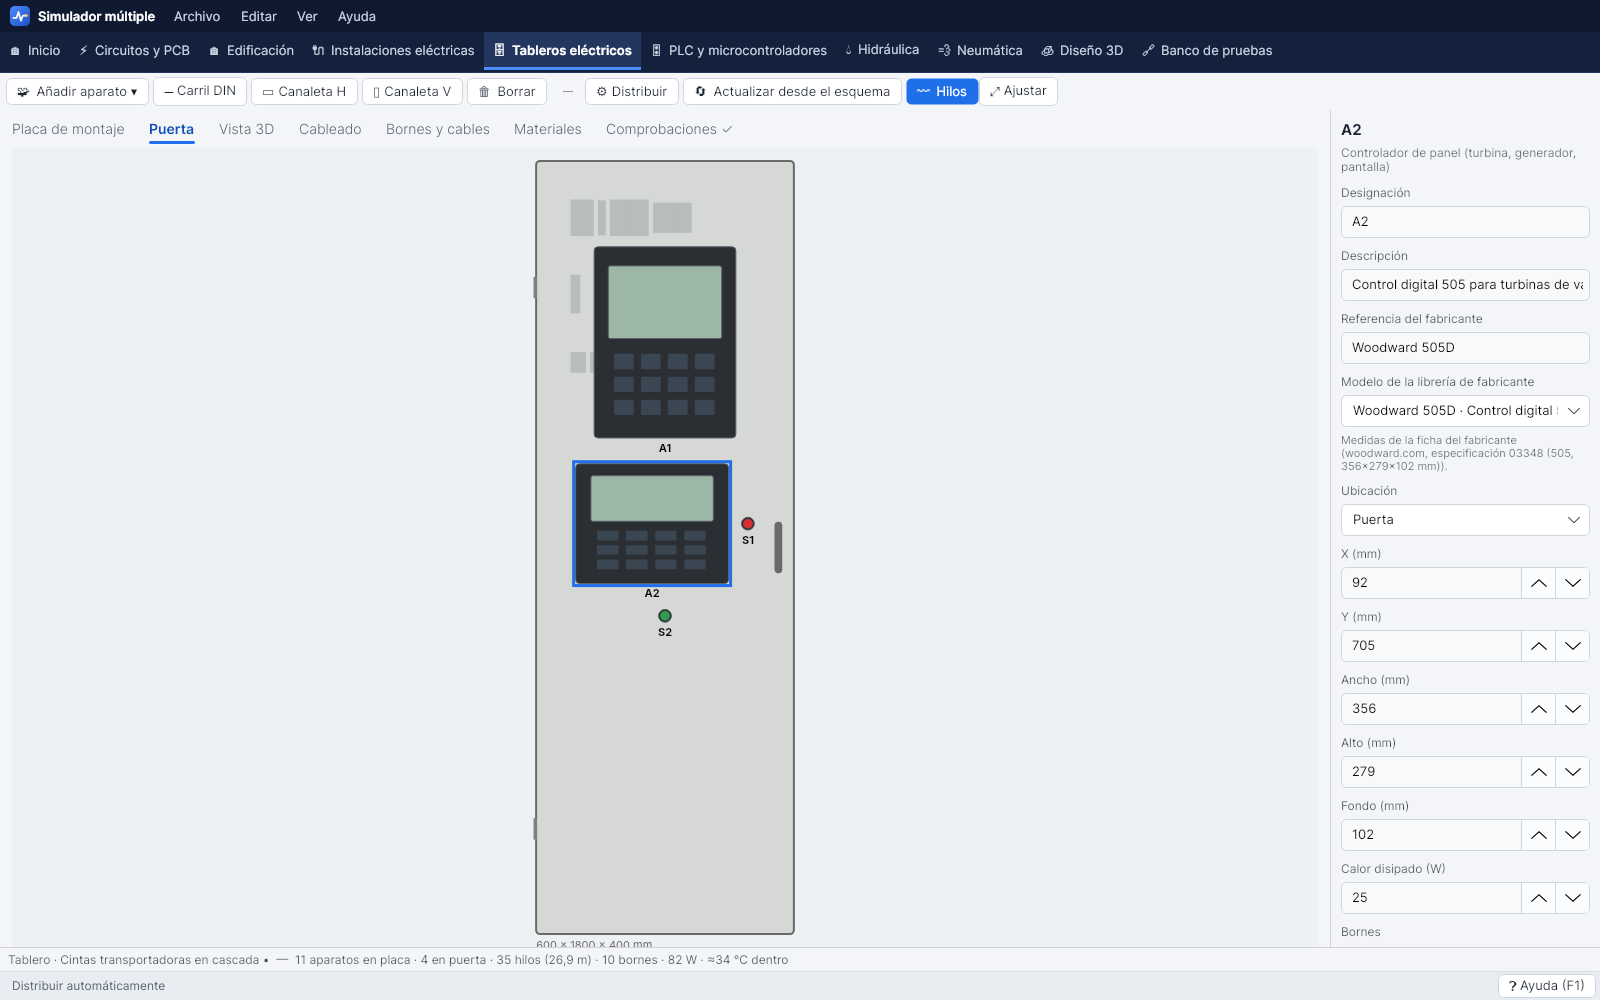 Simulador múltiple Archivo Editar Ver Ayuda
Inicio Circuitos y PCB Edificación Instalaciones eléctricas Tableros eléctricos PLC y microcontroladores Hidráulica Neumática Diseño 3D Banco de pruebas
Añadir aparato ▾ — Carril DIN Canaleta H Canaleta V Borrar — Distribuir Actualizar desde el esquema Hilos Ajustar
Placa de montaje Puerta Vista 3D Cableado Bornes y cables Materiales Comprobaciones ✓
A1
A2
S1
S2
600 × 1800 × 400 mm
A2
Controlador de panel (turbina, generador,
pantalla)
Designación
A2
Descripción
Control digital 505 para turbinas de va
Referencia del fabricante
Woodward 505D
Modelo de la librería de fabricante
Woodward 505D · Control digital
Medidas de la ficha del fabricante
(woodward.com, especificación 03348 (505,
356×279×102 mm)).
Ubicación
Puerta
X (mm)
92
Y (mm)
705
Ancho (mm)
356
Alto (mm)
279
Fondo (mm)
102
Calor disipado (W)
25
Bornes
Tablero · Cintas transportadoras en cascada • — 11 aparatos en placa · 4 en puerta · 35 hilos (26,9 m) · 10 bornes · 82 W · ≈34 °C dentro
Distribuir automáticamente
? Ayuda (F1)